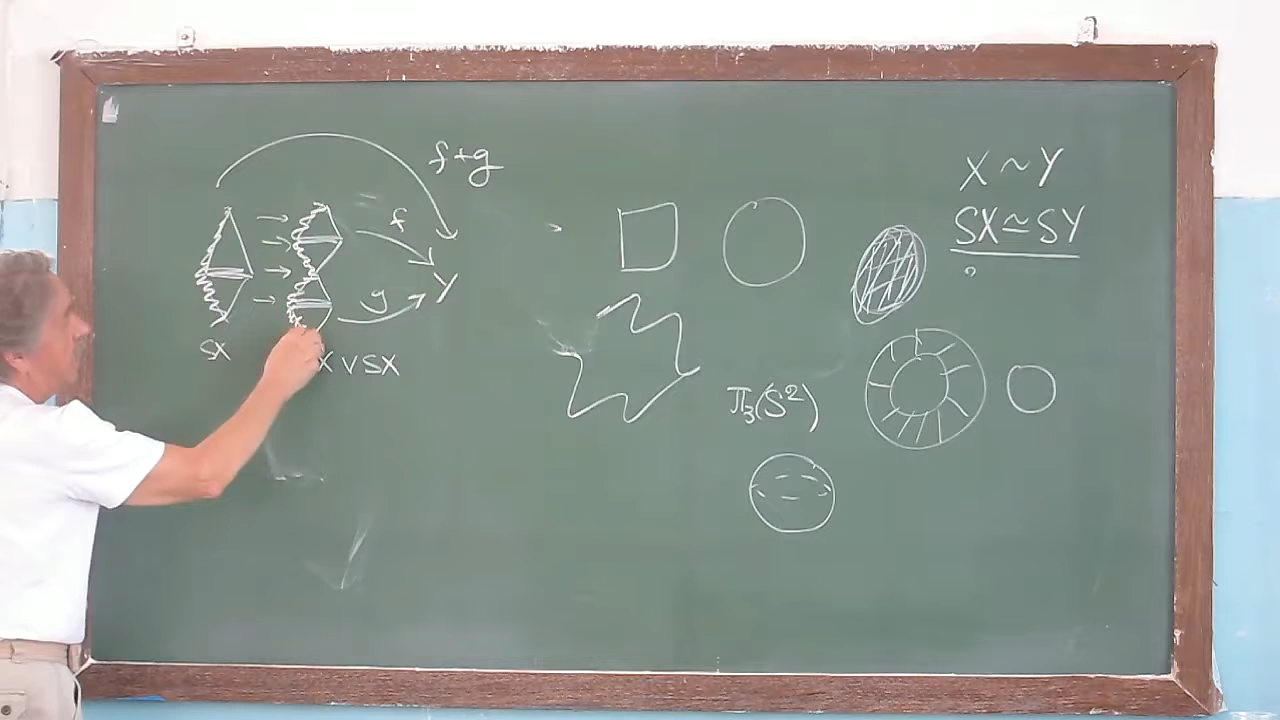 f+g
f
Y
g
SX
X V SX
X ~ Y
SX ≃ SY
?
π₃(S²)